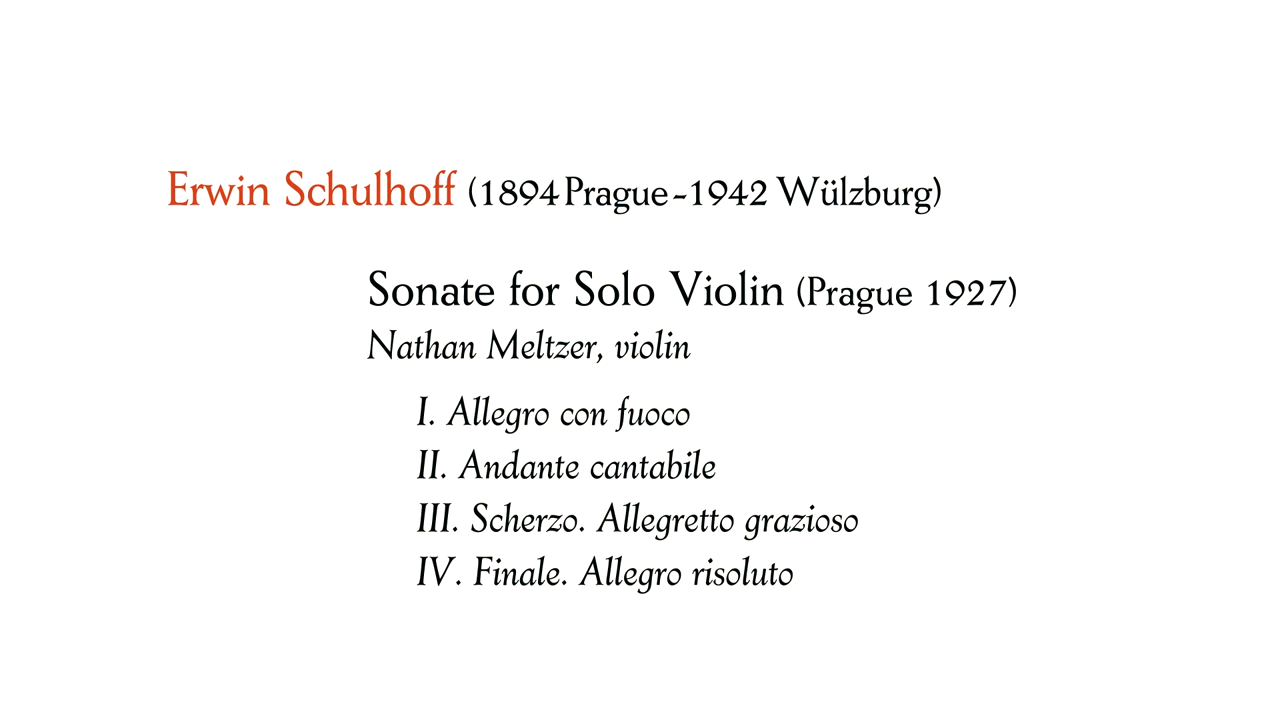 Erwin Schulhoff (1894 Prague-1942 Wülzburg)
Sonate for Solo Violin (Prague 1927)
Nathan Meltzer, violin
I. Allegro con fuoco
II. Andante cantabile
III. Scherzo. Allegretto grazioso
IV. Finale. Allegro risoluto